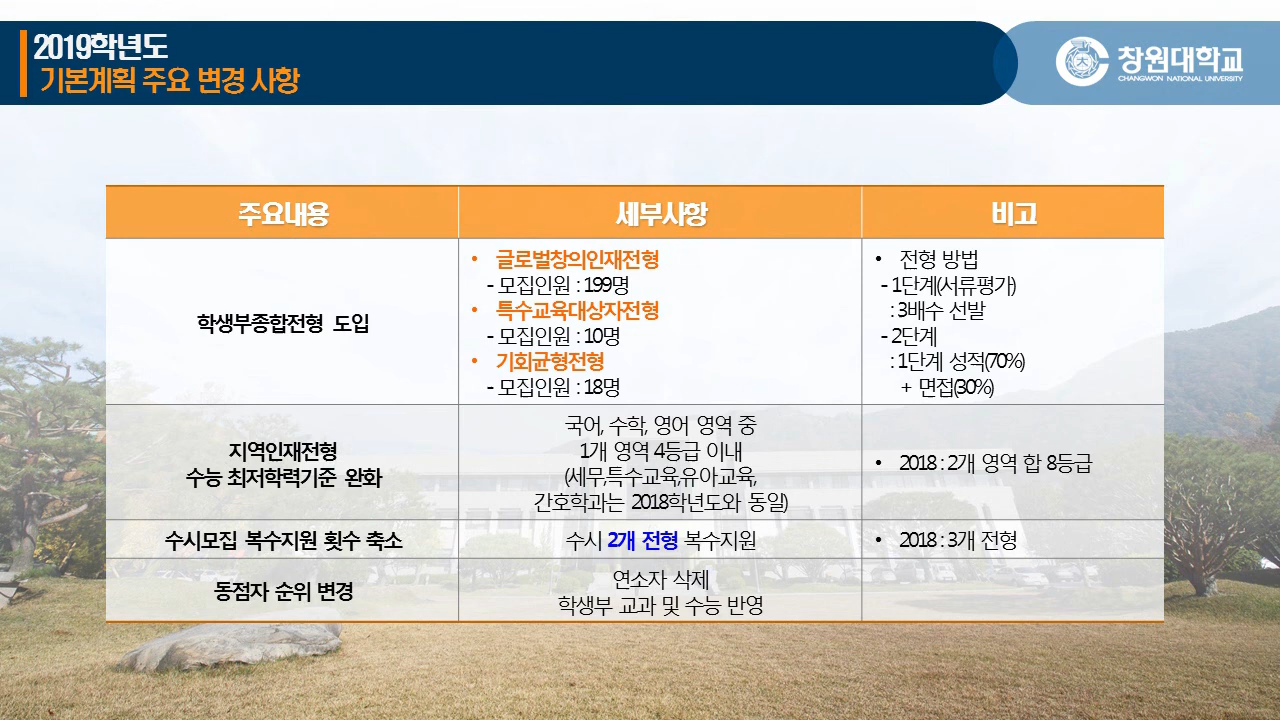 2019학년도
기본계획 주요 변경 사항
창원대학교
CHANGWON NATIONAL UNIVERSITY
주요내용
세부사항
비고
학생부종합전형 도입
• 글로벌창의인재전형
- 모집인원 : 199명
• 특수교육대상자전형
- 모집인원 : 10명
• 기회균형전형
- 모집인원 : 18명
• 전형 방법
- 1단계(서류평가)
: 3배수 선발
- 2단계
: 1단계 성적(70%)
+ 면접(30%)
지역인재전형
수능 최저학력기준 완화
국어, 수학, 영어 영역 중
1개 영역 4등급 이내
(세무,특수교육,유아교육,
간호학과는 2018학년도와 동일)
• 2018 : 2개 영역 합 8등급
수시모집 복수지원 횟수 축소
수시 2개 전형 복수지원
• 2018 : 3개 전형
동점자 순위 변경
연소자 삭제
학생부 교과 및 수능 반영